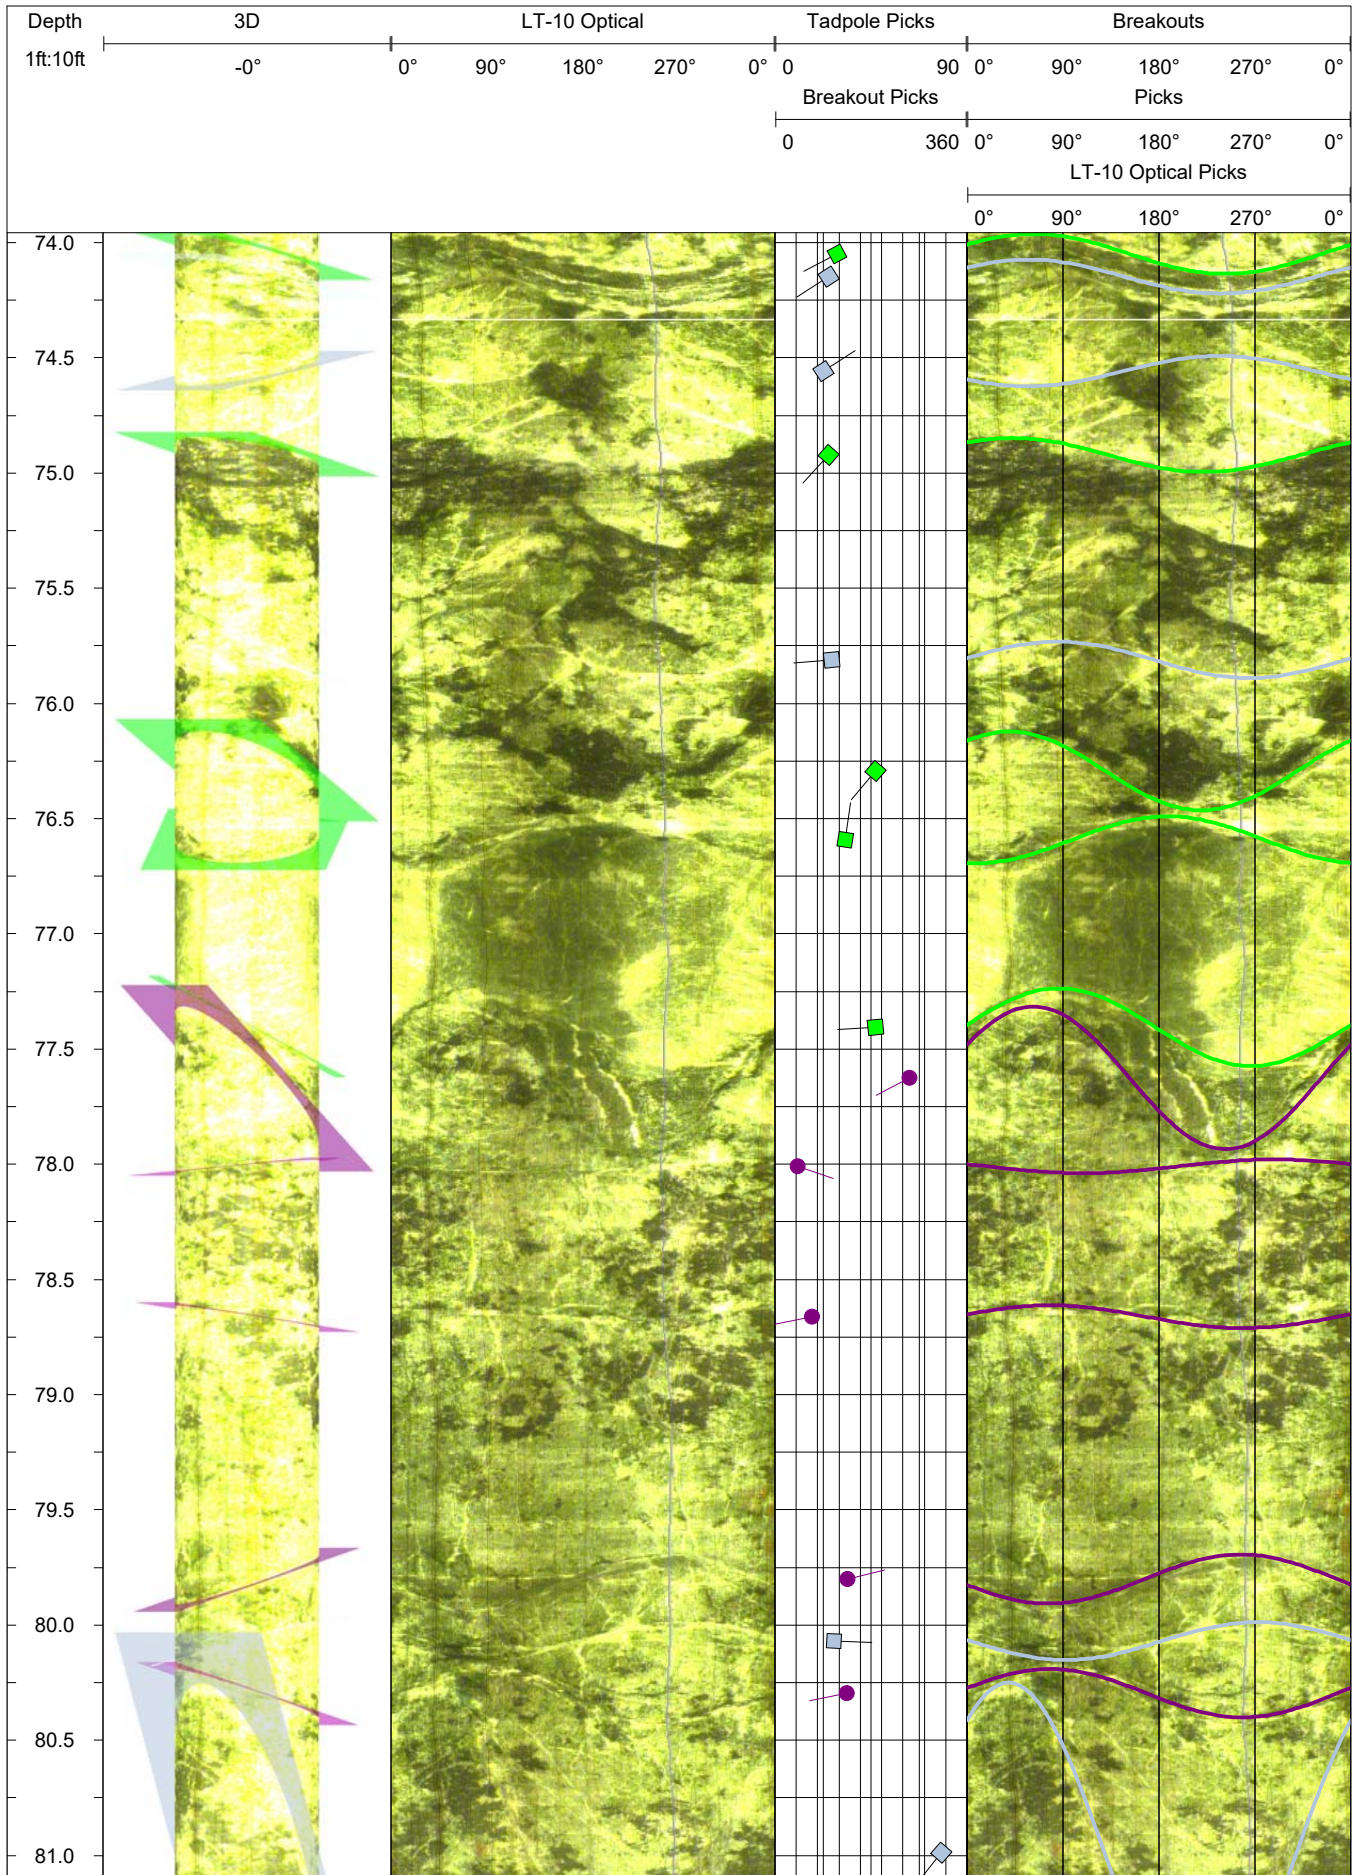 Depth 3D LT-10 Optical Tadpole Picks Breakouts
1ft:10ft -0° 0° 90° 180° 270° 0° 0 90 0° 90° 180° 270° 0°
Breakout Picks Picks
0 360 0° 90° 180° 270° 0°
LT-10 Optical Picks
0° 90° 180° 270° 0°
74.0
74.5
75.0
75.5
76.0
76.5
77.0
77.5
78.0
78.5
79.0
79.5
80.0
80.5
81.0